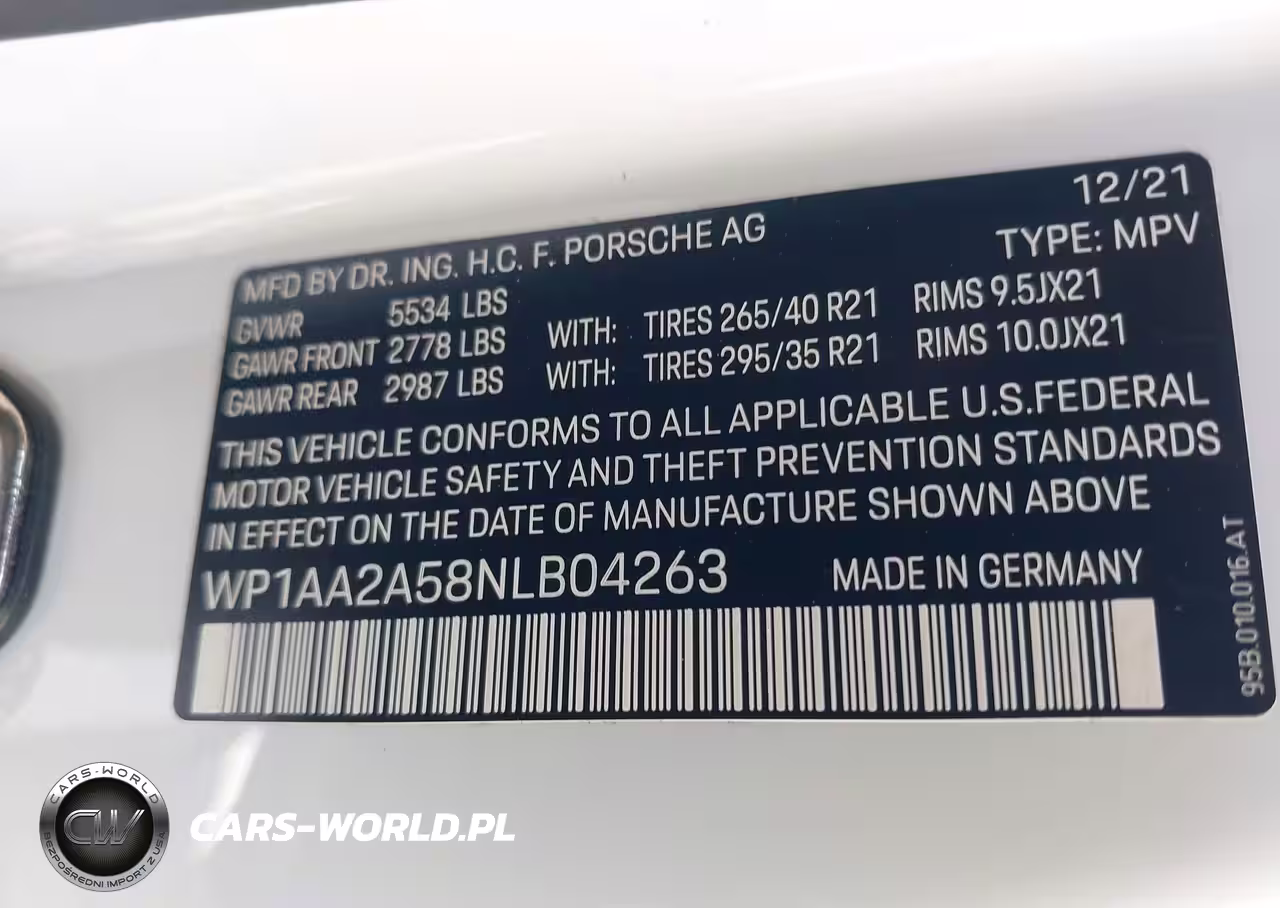 12/21
MFD BY DR. ING. H.C. F. PORSCHE AG TYPE: MPV
GVWR 5534 LBS
GAWR FRONT 2778 LBS WITH: TIRES 265/40 R21 RIMS 9.5JX21
GAWR REAR 2987 LBS WITH: TIRES 295/35 R21 RIMS 10.0JX21
THIS VEHICLE CONFORMS TO ALL APPLICABLE U.S.FEDERAL
MOTOR VEHICLE SAFETY AND THEFT PREVENTION STANDARDS
IN EFFECT ON THE DATE OF MANUFACTURE SHOWN ABOVE
WP1AA2A58NLB04263 MADE IN GERMANY
95B.010.016.AT
CARS-WORLD
CW
BEZPOŚREDNI IMPORT Z USA
CARS-WORLD.PL